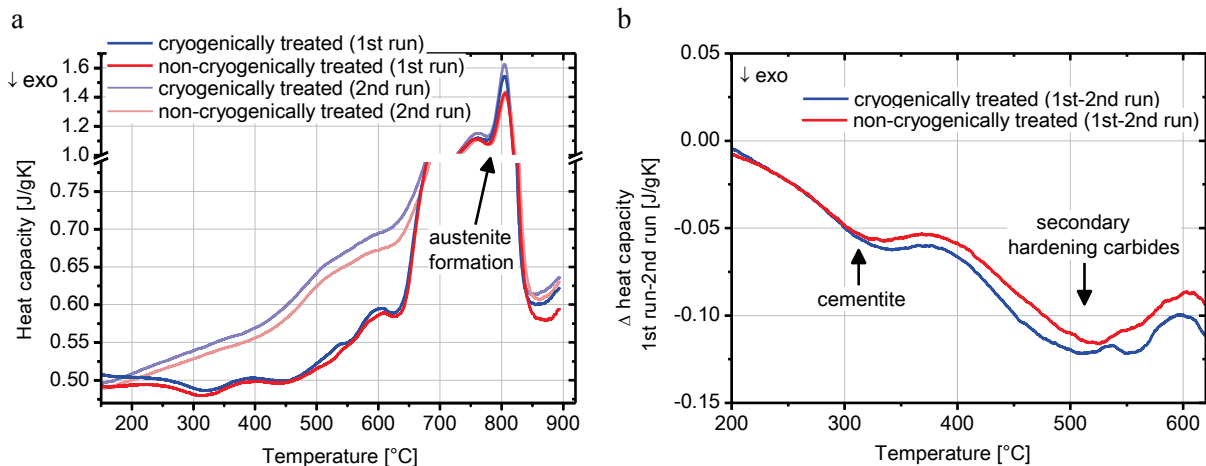 a
cryogenically treated (1st run)
non-cryogenically treated (1st run)
cryogenically treated (2nd run)
non-cryogenically treated (2nd run)
↓ exo
1.6
1.4
1.2
1.0
0.75
0.70
0.65
0.60
0.55
0.50
Heat capacity [J/gK]
austenite
formation
200 300 400 500 600 700 800 900
Temperature [°C]
b
↓ exo
cryogenically treated (1st-2nd run)
non-cryogenically treated (1st-2nd run)
0.05
0.00
-0.05
-0.10
-0.15
Δ heat capacity
1st run-2nd run [J/gK]
cementite
secondary
hardening carbides
200 300 400 500 600
Temperature [°C]